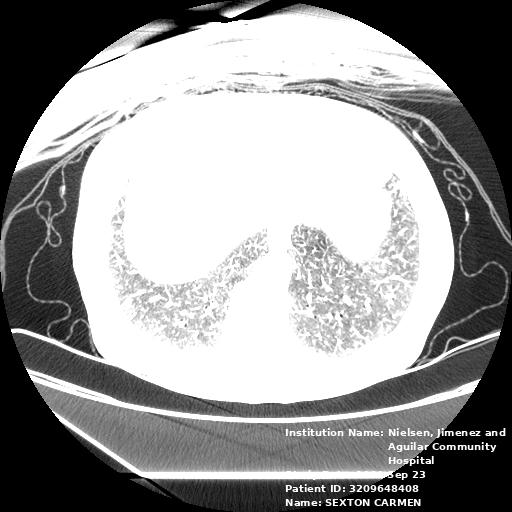 Institution Name: Nielsen, Jimenez and
Aguilar Community
Hospital
Sep 23
Patient ID: 3209648408
Name: SEXTON CARMEN